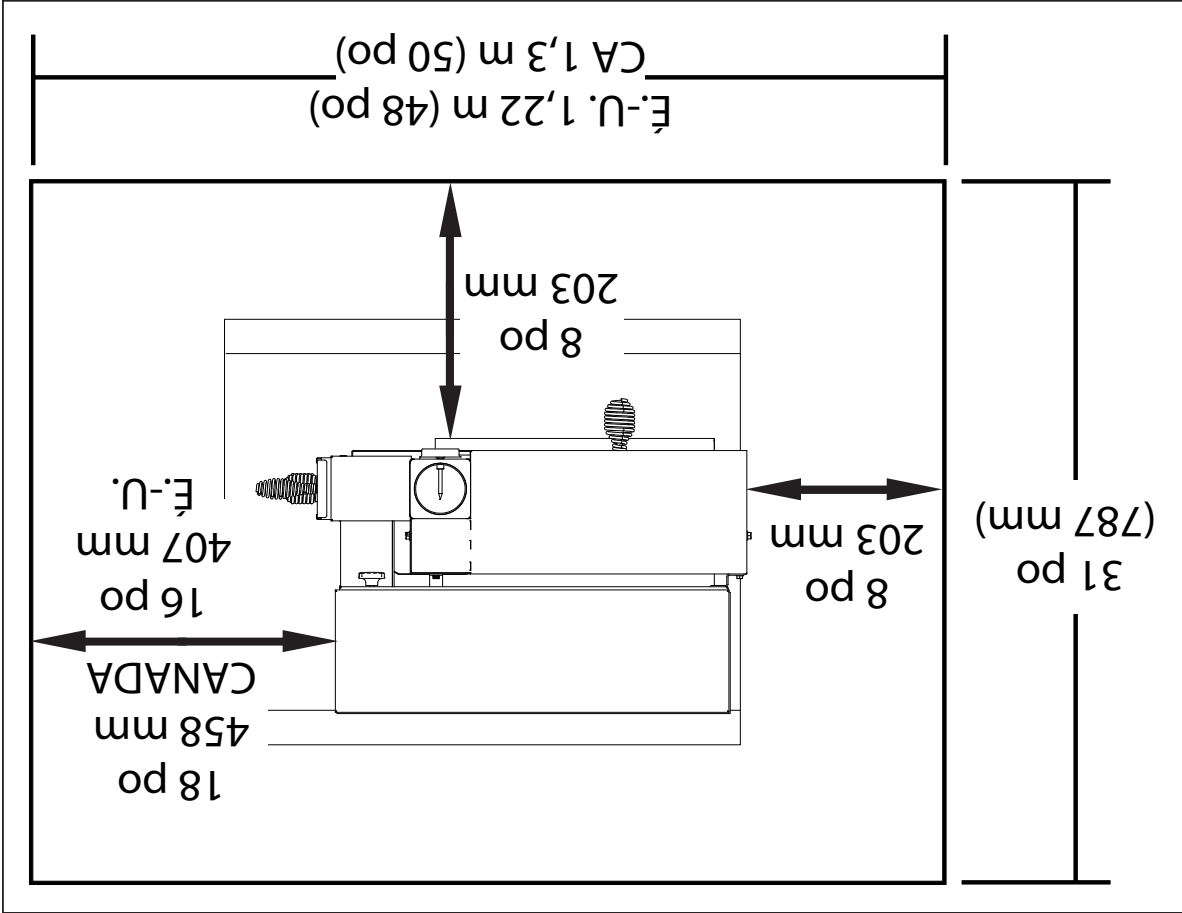 18 po
458 mm
CANADA
16 po
407 mm
É.-U.
8 po
203 mm
31 po
(787 mm)
8 po
203 mm
É.-U. 1,22 m (48 po)
CA 1,3 m (50 po)